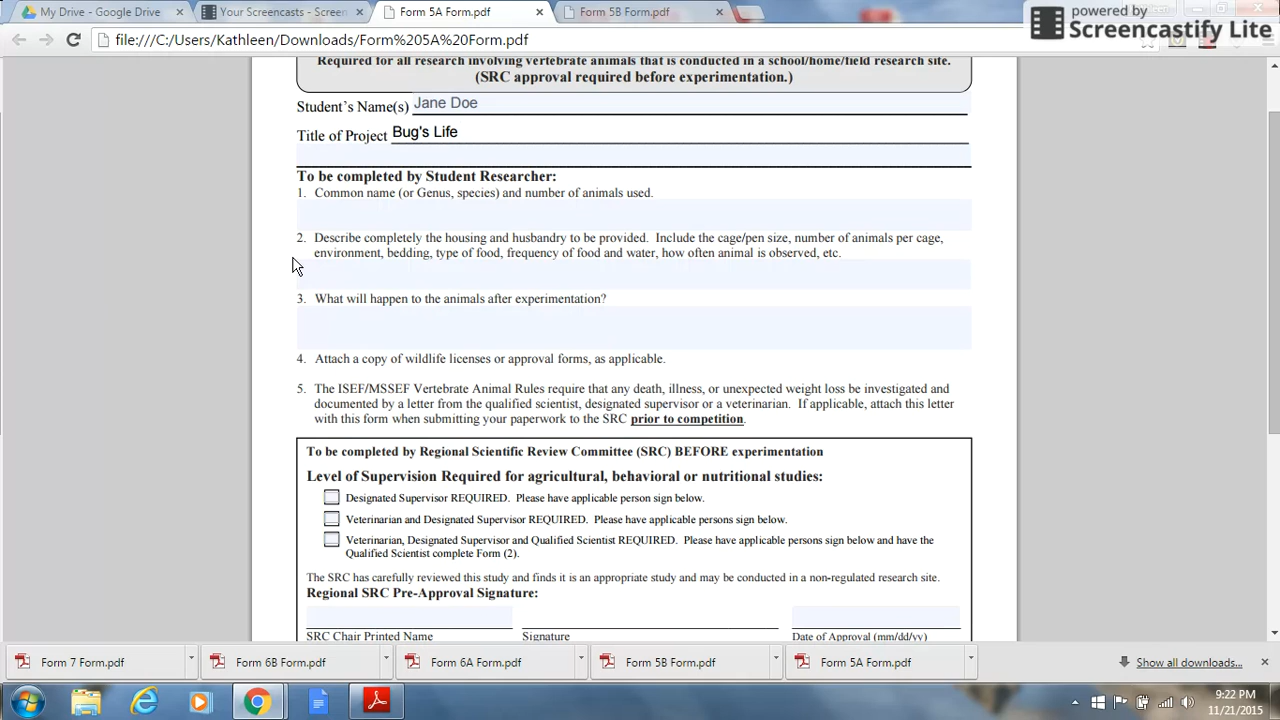 My Drive - Google Drive
Your Screencasts - Screen
Form 5A Form.pdf
Form 5B Form.pdf
powered by
Screencastify Lite
file:///C:/Users/Kathleen/Downloads/Form%205A%20Form.pdf
Required for all research involving vertebrate animals that is conducted in a school/home/field research site.
(SRC approval required before experimentation.)
Student's Name(s) Jane Doe
Title of Project Bug's Life
To be completed by Student Researcher:
1. Common name (or Genus, species) and number of animals used.
2. Describe completely the housing and husbandry to be provided. Include the cage/pen size, number of animals per cage,
environment, bedding, type of food, frequency of food and water, how often animal is observed, etc.
3. What will happen to the animals after experimentation?
4. Attach a copy of wildlife licenses or approval forms, as applicable.
5. The ISEF/MSSEF Vertebrate Animal Rules require that any death, illness, or unexpected weight loss be investigated and
documented by a letter from the qualified scientist, designated supervisor or a veterinarian. If applicable, attach this letter
with this form when submitting your paperwork to the SRC prior to competition.
To be completed by Regional Scientific Review Committee (SRC) BEFORE experimentation
Level of Supervision Required for agricultural, behavioral or nutritional studies:
Designated Supervisor REQUIRED. Please have applicable person sign below.
Veterinarian and Designated Supervisor REQUIRED. Please have applicable persons sign below.
Veterinarian, Designated Supervisor and Qualified Scientist REQUIRED. Please have applicable persons sign below and have the
Qualified Scientist complete Form (2).
The SRC has carefully reviewed this study and finds it is an appropriate study and may be conducted in a non-regulated research site.
Regional SRC Pre-Approval Signature:
SRC Chair Printed Name Signature Date of Approval (mm/dd/yy)
Form 7 Form.pdf
Form 6B Form.pdf
Form 6A Form.pdf
Form 5B Form.pdf
Form 5A Form.pdf
Show all downloads...
9:22 PM
11/21/2015